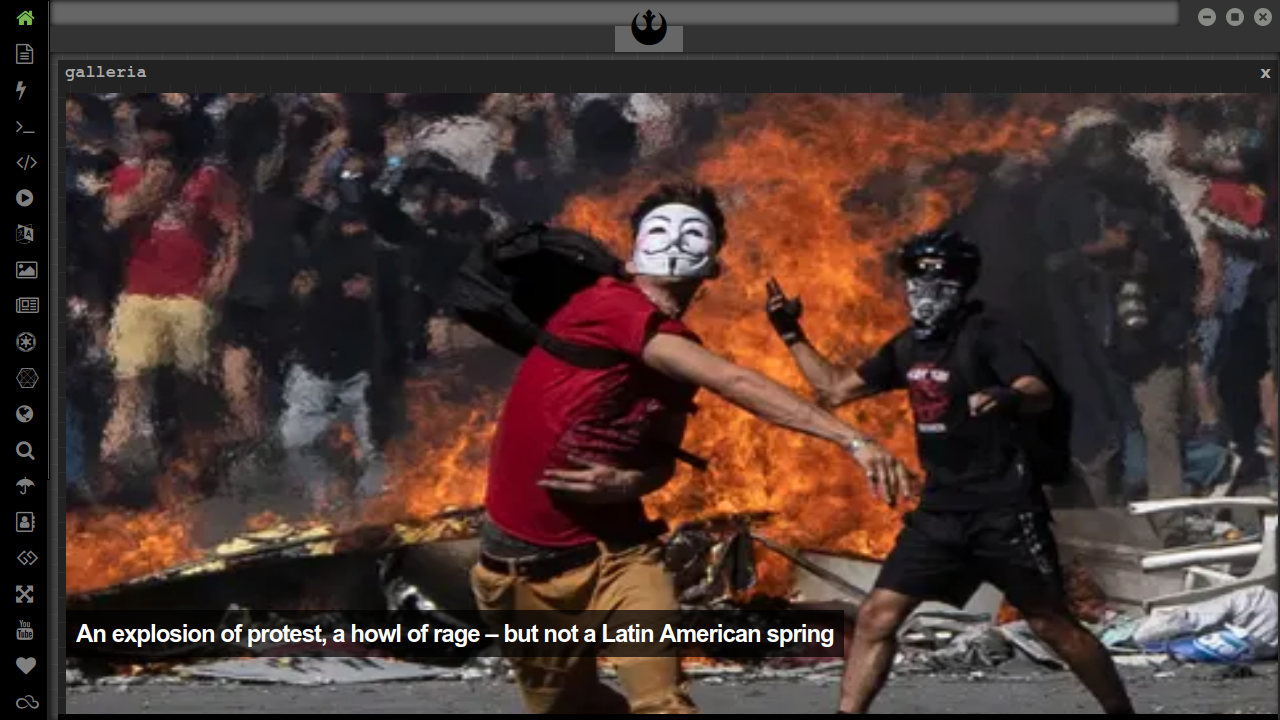 galleria
x
An explosion of protest, a howl of rage – but not a Latin American spring